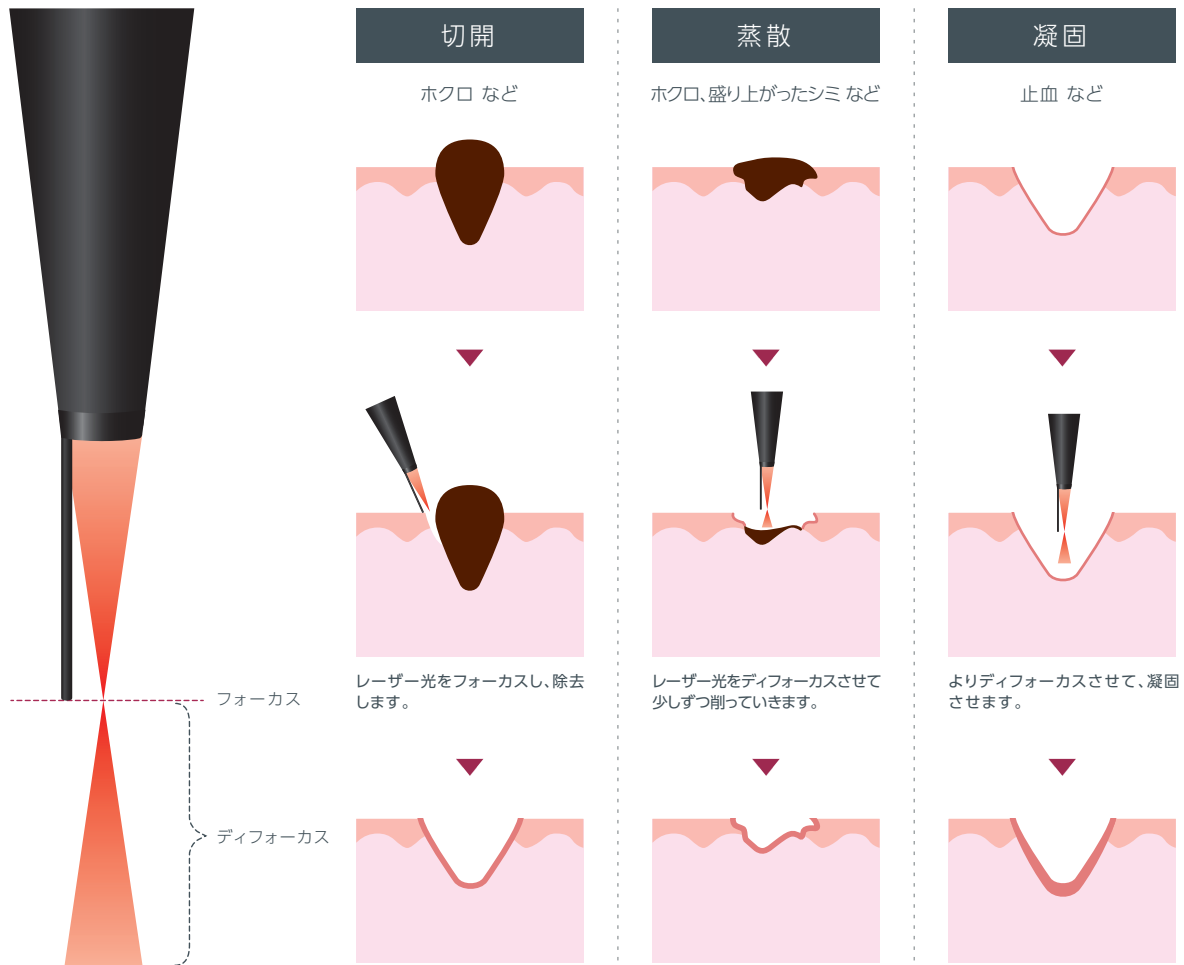 フォーカス
ディフォーカス
切開
ホクロ など
レーザー光をフォーカスし、除去
します。
蒸散
ホクロ、盛り上がったシミ など
レーザー光をディフォーカスさせて
少しずつ削っていきます。
凝固
止血 など
よりディフォーカスさせて、凝固
させます。